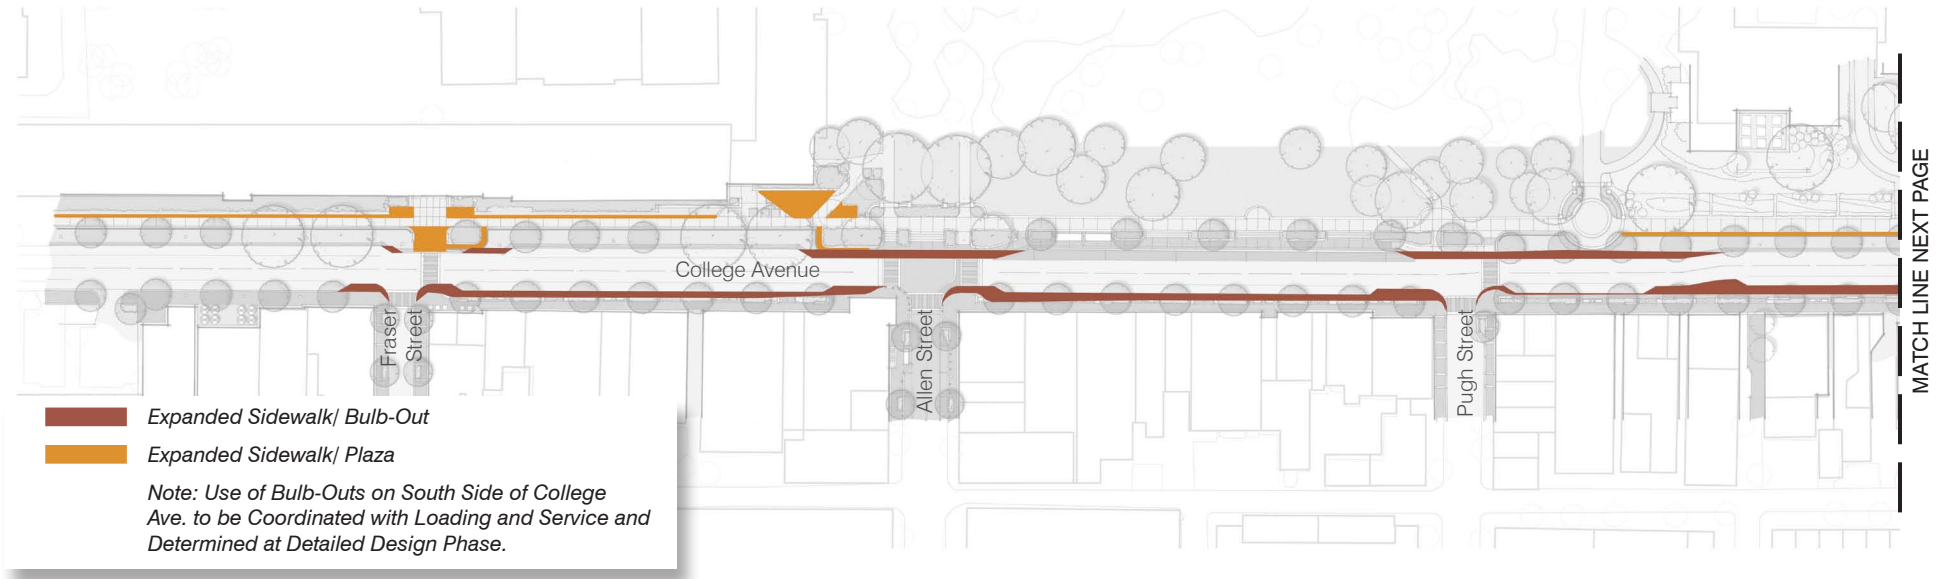 College Avenue
Fraser
Street
Allen Street
Pugh Street
MATCH LINE NEXT PAGE
Expanded Sidewalk/ Bulb-Out
Expanded Sidewalk/ Plaza
Note: Use of Bulb-Outs on South Side of College
Ave. to be Coordinated with Loading and Service and
Determined at Detailed Design Phase.